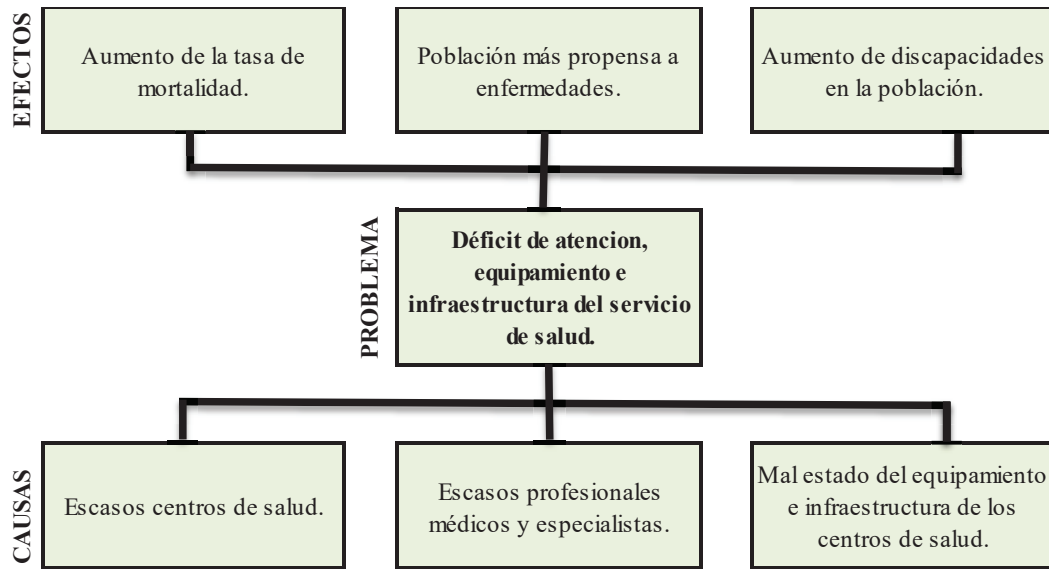 EFECTOS
Aumento de la tasa de
mortalidad.
Población más propensa a
enfermedades.
Aumento de discapacidades
en la población.
PROBLEMA
Déficit de atencion,
equipamiento e
infraestructura del servicio
de salud.
CAUSAS
Escasos centros de salud.
Escasos profesionales
médicos y especialistas.
Mal estado del equipamiento
e infraestructura de los
centros de salud.